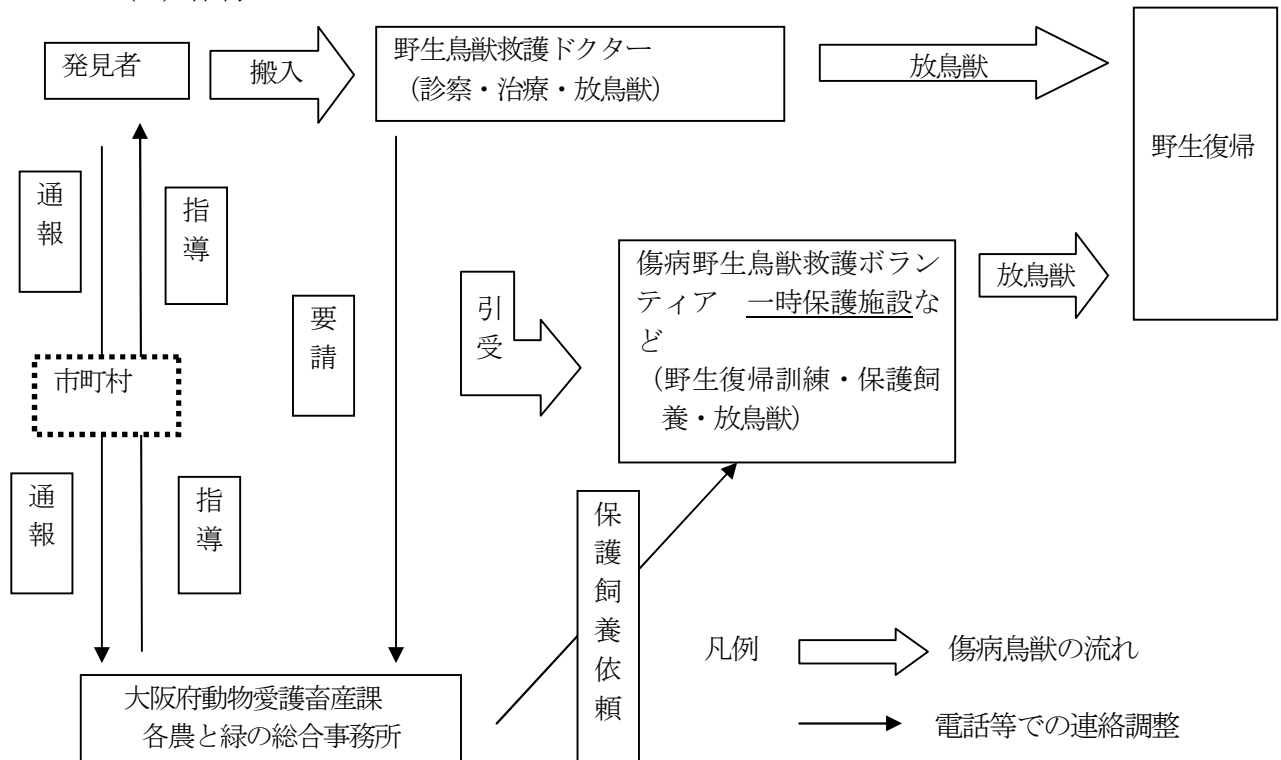 発見者
搬入
野生鳥獣救護ドクター
（診察・治療・放鳥獣）
放鳥獣
野生復帰
通報
指導
要請
引受
傷病野生鳥獣救護ボラン
ティア　一時保護施設な
ど
（野生復帰訓練・保護飼
養・放鳥獣）
放鳥獣
市町村
通報
指導
保護飼養依頼
大阪府動物愛護畜産課
各農と緑の総合事務所
凡例
傷病鳥獣の流れ
電話等での連絡調整